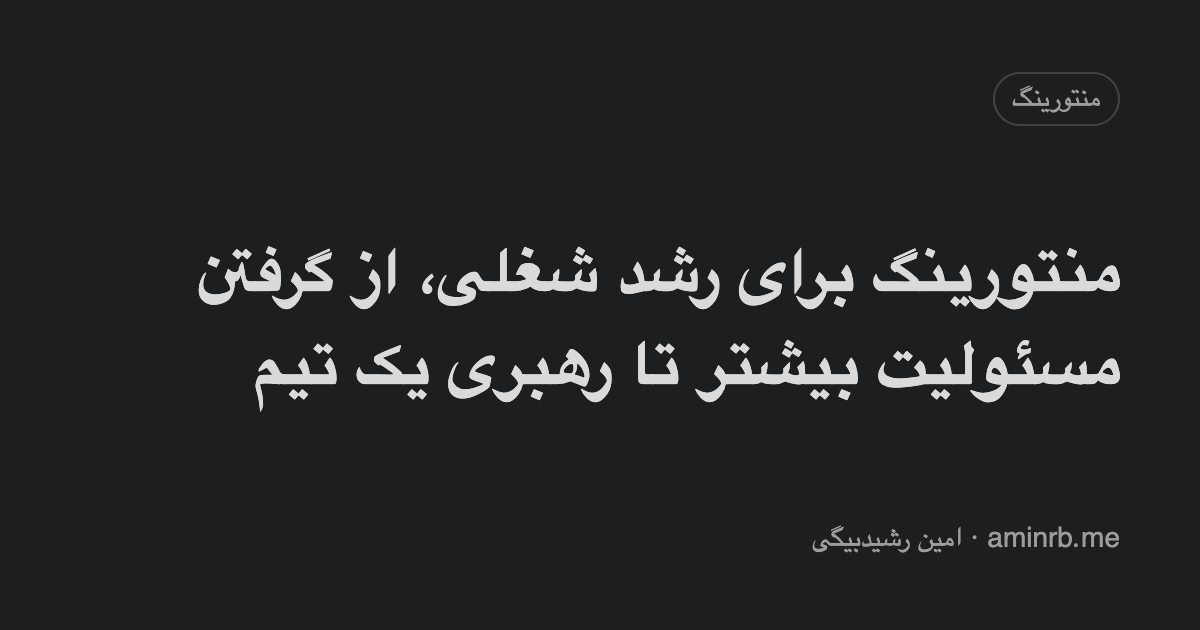 منتورینگ
منتورینگ برای رشد شغلی، از گرفتن
مسئولیت بیشتر تا رهبری یک تیم
aminrb.me · امین رشیدبیگی